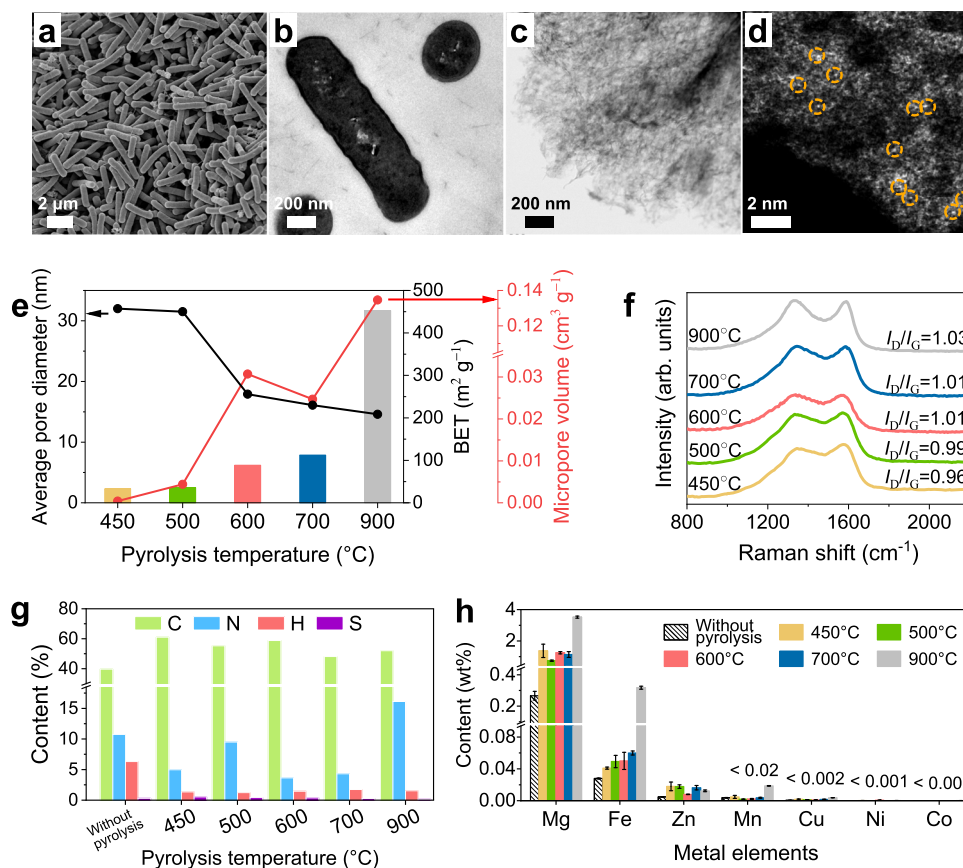 a
2 μm
b
200 nm
c
200 nm
d
2 nm
e
Average pore diameter (nm)
30
20
10
0
450
500
600
700
900
Pyrolysis temperature (°C)
500
400
300
200
100
0
BET (m² g⁻¹)
0.14
0.13
0.03
0.02
0.01
0.00
Micropore volume (cm³ g⁻¹)
f
Intensity (arb. units)
900°C
I_D/I_G=1.03
700°C
I_D/I_G=1.01
600°C
I_D/I_G=1.01
500°C
I_D/I_G=0.99
450°C
I_D/I_G=0.96
800
1200
1600
2000
Raman shift (cm⁻¹)
g
C N H S
Content (%)
80
60
40
15
10
5
0
Without pyrolysis
450
500
600
700
900
Pyrolysis temperature (°C)
h
Without
pyrolysis
450°C
500°C
600°C
700°C
900°C
Content (wt%)
4
2
0.4
0.2
0.08
0.04
0.00
< 0.02
< 0.002
< 0.001
< 0.00
Mg Fe Zn Mn Cu Ni Co
Metal elements